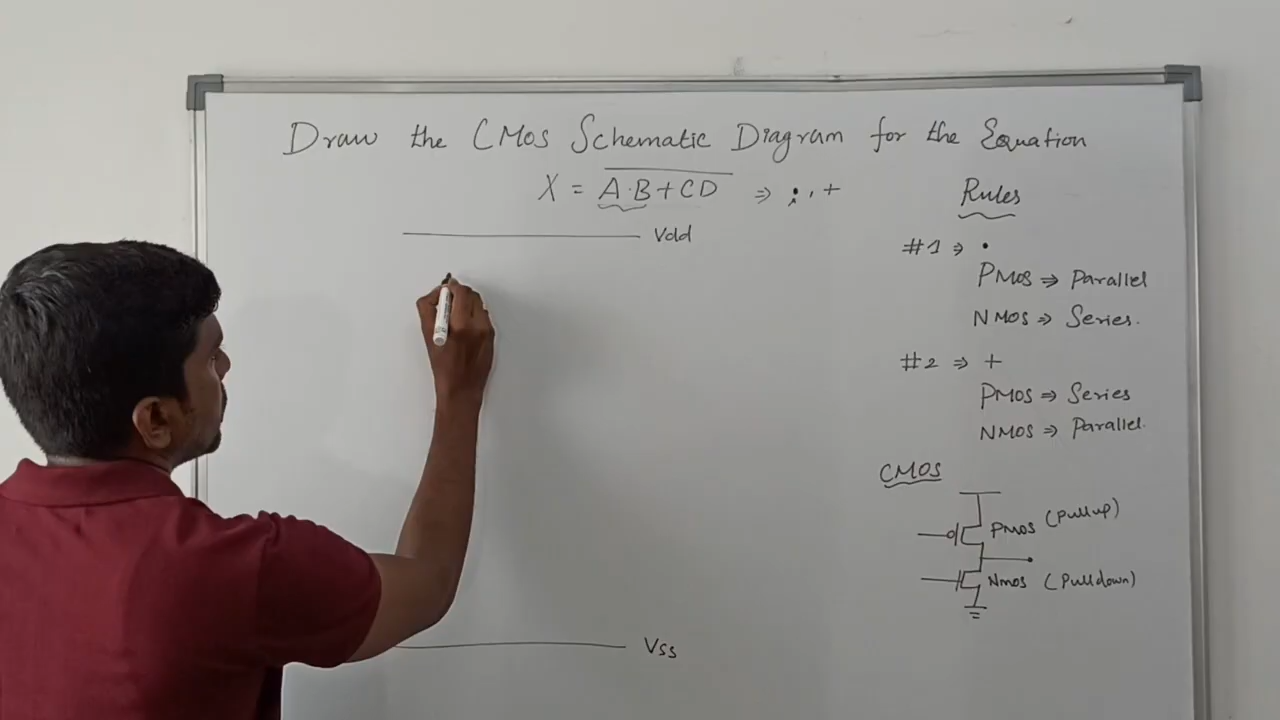 Draw the CMos Schematic Diagram for the Equation
X = \overline{A·B+CD} ⇒ · , +
Vdd
Vss
Rules
#1 ⇒ ·
PMOS ⇒ Parallel
NMOS ⇒ Series.
#2 ⇒ +
PMOS ⇒ Series
NMOS ⇒ Parallel.
CMOS
PMOS (Pullup)
Nmos (Pulldown)